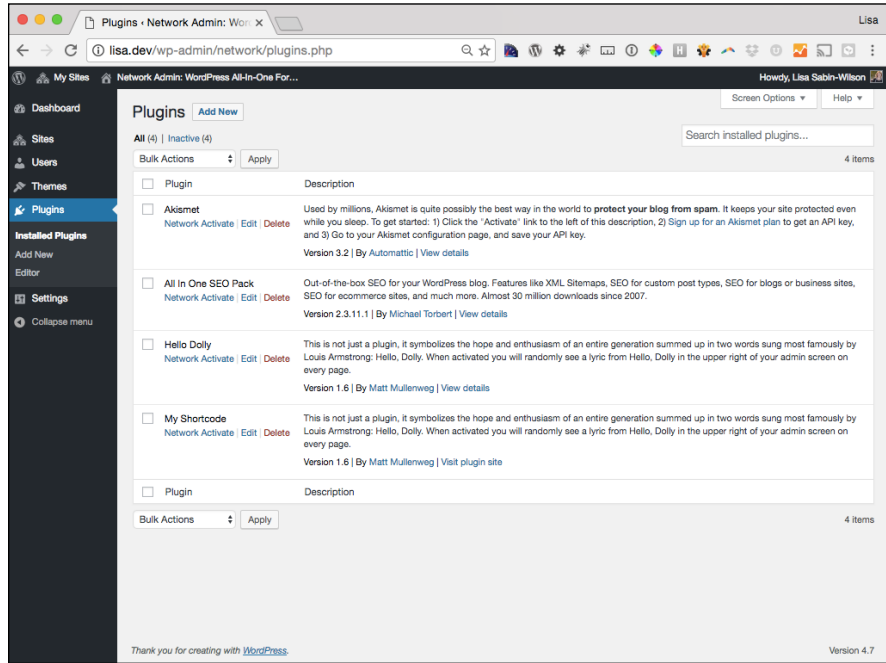 Plugins ‹ Network Admin: Wor
Lisa
lisa.dev/wp-admin/network/plugins.php
My Sites
Network Admin: WordPress All-In-One For…
Howdy, Lisa Sabin-Wilson
Dashboard
Sites
Users
Themes
Plugins
Installed Plugins
Add New
Editor
Settings
Collapse menu
Screen Options
Help
Plugins
Add New
All (4) | Inactive (4)
Search installed plugins...
Bulk Actions
Apply
4 items
Plugin
Description
Akismet
Network Activate | Edit | Delete
Used by millions, Akismet is quite possibly the best way in the world to protect your blog from spam. It keeps your site protected even
while you sleep. To get started: 1) Click the "Activate" link to the left of this description, 2) Sign up for an Akismet plan to get an API key,
and 3) Go to your Akismet configuration page, and save your API key.
Version 3.2 | By Automattic | View details
All In One SEO Pack
Network Activate | Edit | Delete
Out-of-the-box SEO for your WordPress blog. Features like XML Sitemaps, SEO for custom post types, SEO for blogs or business sites,
SEO for ecommerce sites, and much more. Almost 30 million downloads since 2007.
Version 2.3.11.1 | By Michael Torbert | View details
Hello Dolly
Network Activate | Edit | Delete
This is not just a plugin, it symbolizes the hope and enthusiasm of an entire generation summed up in two words sung most famously by
Louis Armstrong: Hello, Dolly. When activated you will randomly see a lyric from Hello, Dolly in the upper right of your admin screen on
every page.
Version 1.6 | By Matt Mullenweg | View details
My Shortcode
Network Activate | Edit | Delete
This is not just a plugin, it symbolizes the hope and enthusiasm of an entire generation summed up in two words sung most famously by
Louis Armstrong: Hello, Dolly. When activated you will randomly see a lyric from Hello, Dolly in the upper right of your admin screen on
every page.
Version 1.6 | By Matt Mullenweg | Visit plugin site
Plugin
Description
Bulk Actions
Apply
4 items
Thank you for creating with WordPress.
Version 4.7